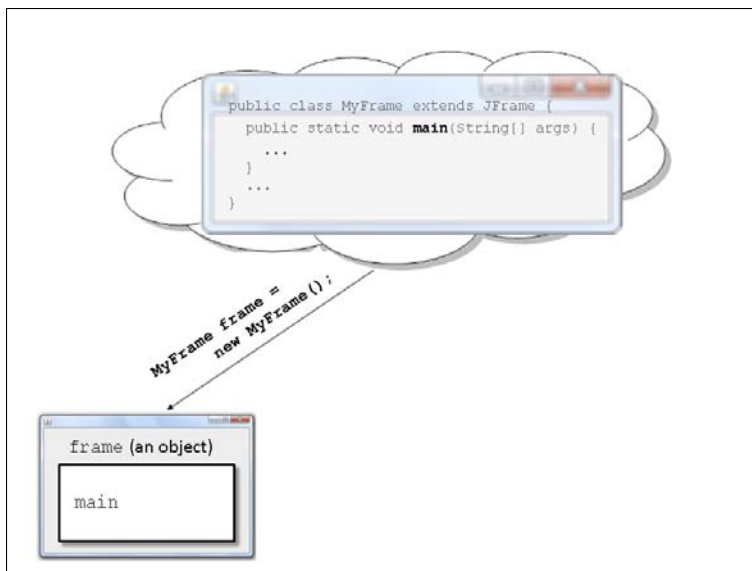 public class MyFrame extends JFrame {
public static void main(String[] args) {
...
}
...
}
MyFrame frame =
new MyFrame();
frame (an object)
main